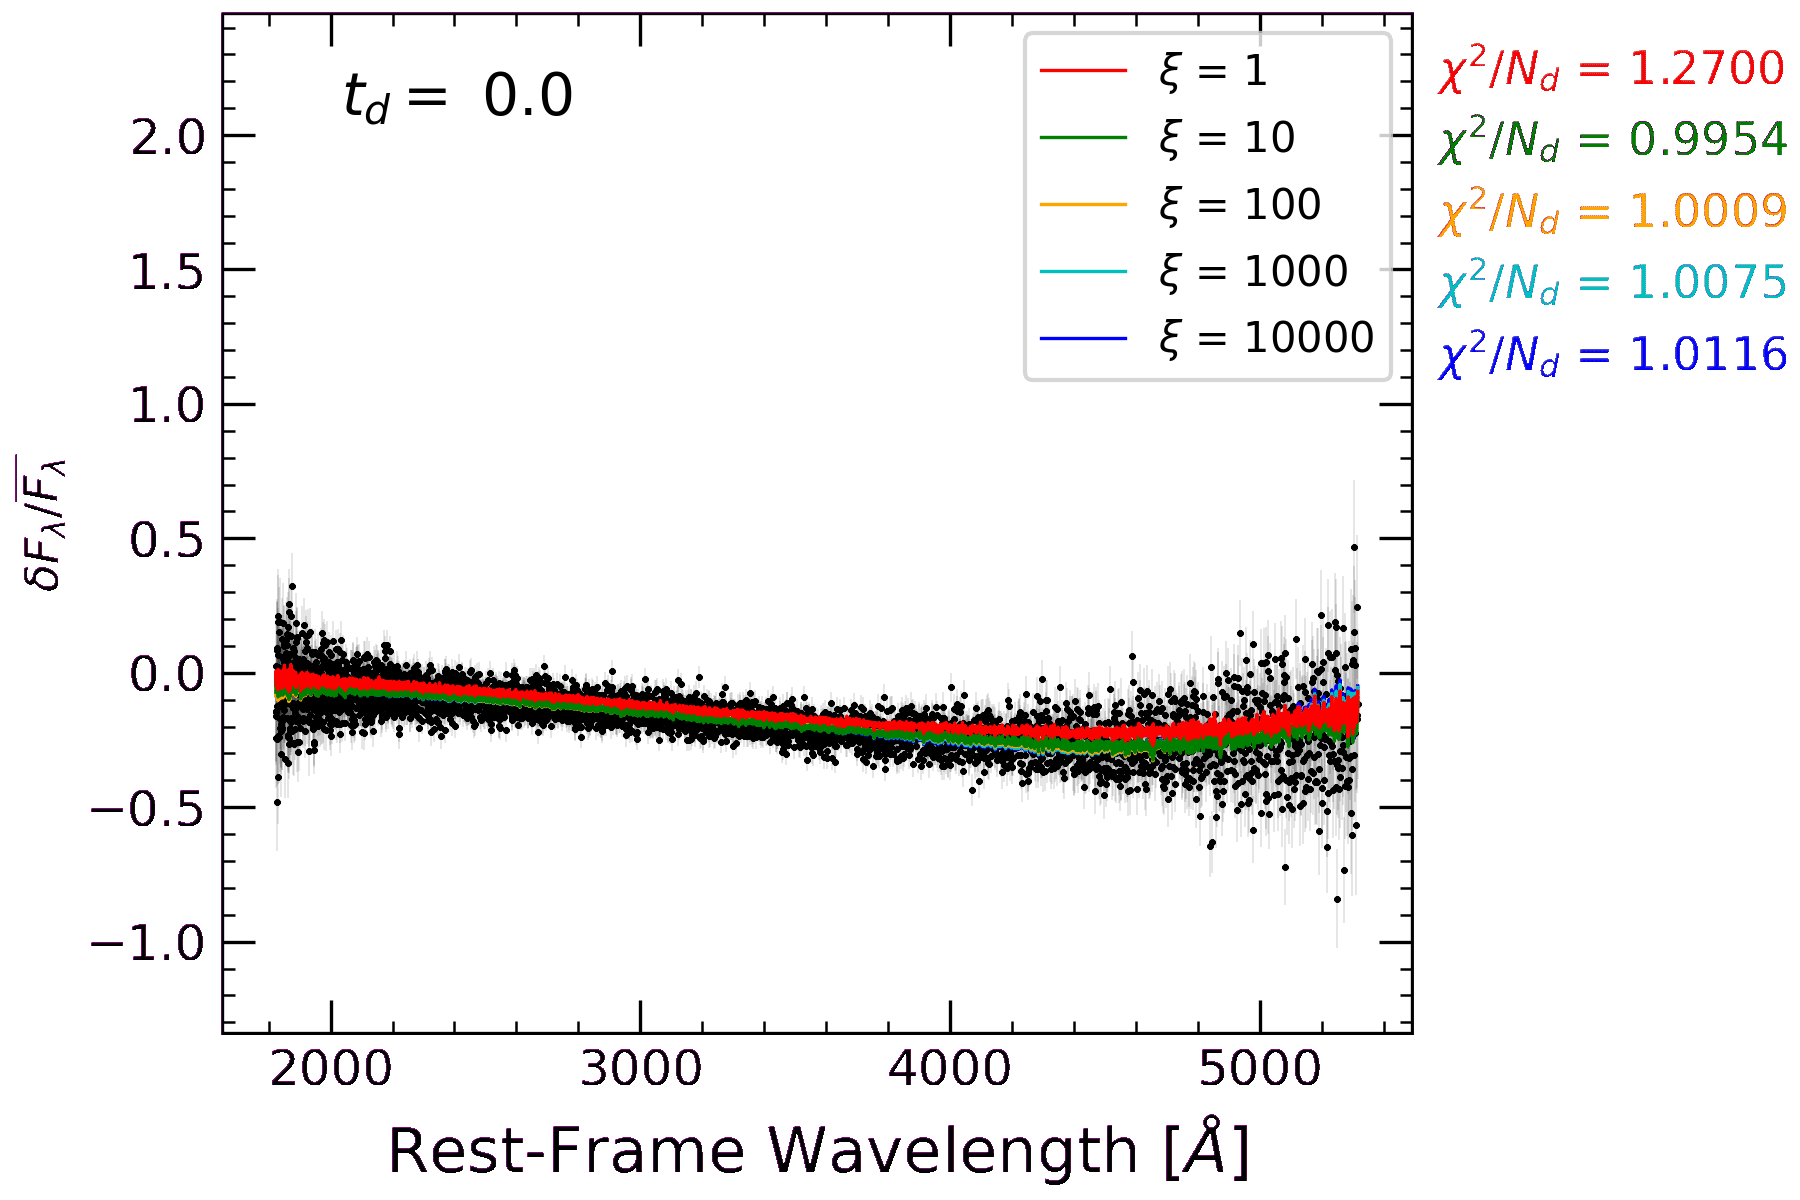 t_d = 0.0
ξ = 1
ξ = 10
ξ = 100
ξ = 1000
ξ = 10000
χ²/N_d = 1.2700
χ²/N_d = 0.9954
χ²/N_d = 1.0009
χ²/N_d = 1.0075
χ²/N_d = 1.0116
2.0
1.5
1.0
0.5
0.0
−0.5
−1.0
δF_λ/F̅_λ
2000 3000 4000 5000
Rest-Frame Wavelength [Å]